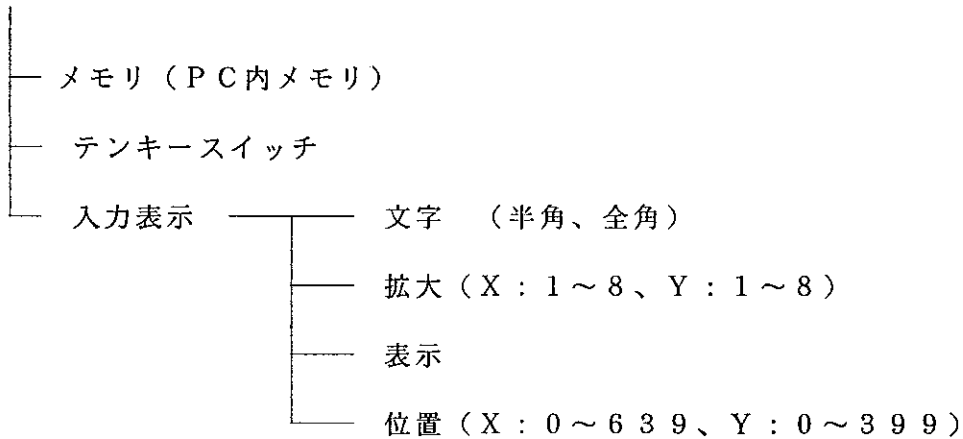 メモリ（ＰＣ内メモリ）
テンキースイッチ
入力表示　文字　（半角、全角）
拡大（Ｘ：１～８、Ｙ：１～８）
表示
位置（Ｘ：０～６３９、Ｙ：０～３９９）